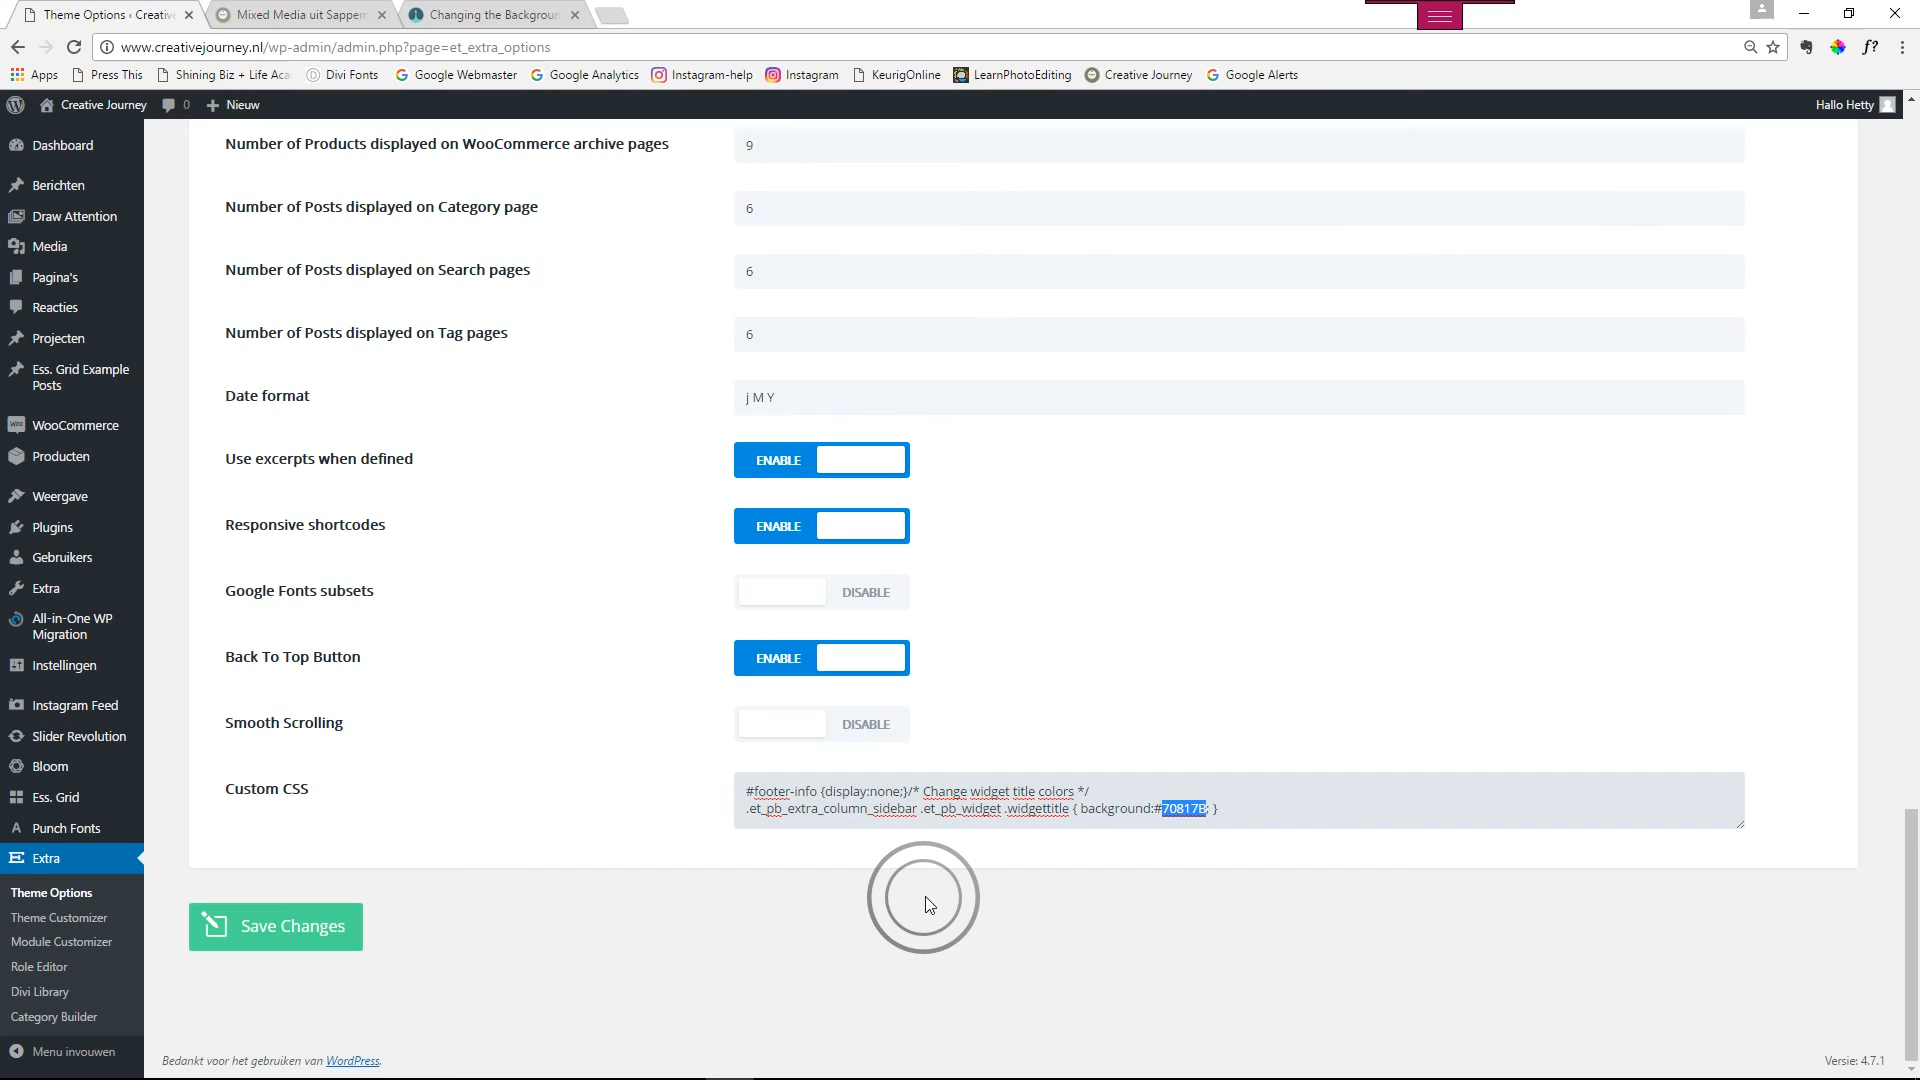 Theme Options ‹ Creative
Mixed Media uit Sappem
Changing the Backgroun
www.creativejourney.nl/wp-admin/admin.php?page=et_extra_options
Apps
Press This
Shining Biz + Life Aca
Divi Fonts
Google Webmaster
Google Analytics
Instagram-help
Instagram
KeurigOnline
LearnPhotoEditing
Creative Journey
Google Alerts
Creative Journey
0
Nieuw
Hallo Hetty
Dashboard
Berichten
Draw Attention
Media
Pagina's
Reacties
Projecten
Ess. Grid Example
Posts
WooCommerce
Producten
Weergave
Plugins
Gebruikers
Extra
All-in-One WP
Migration
Instellingen
Instagram Feed
Slider Revolution
Bloom
Ess. Grid
Punch Fonts
Extra
Theme Options
Theme Customizer
Module Customizer
Role Editor
Divi Library
Category Builder
Menu invouwen
Number of Products displayed on WooCommerce archive pages
9
Number of Posts displayed on Category page
6
Number of Posts displayed on Search pages
6
Number of Posts displayed on Tag pages
6
Date format
j M Y
Use excerpts when defined
ENABLE
Responsive shortcodes
ENABLE
Google Fonts subsets
DISABLE
Back To Top Button
ENABLE
Smooth Scrolling
DISABLE
Custom CSS
#footer-info {display:none;}/* Change widget title colors */
.et_pb_extra_column_sidebar .et_pb_widget .widgettitle { background:#70817B; }
Save Changes
Bedankt voor het gebruiken van WordPress.
Versie: 4.7.1